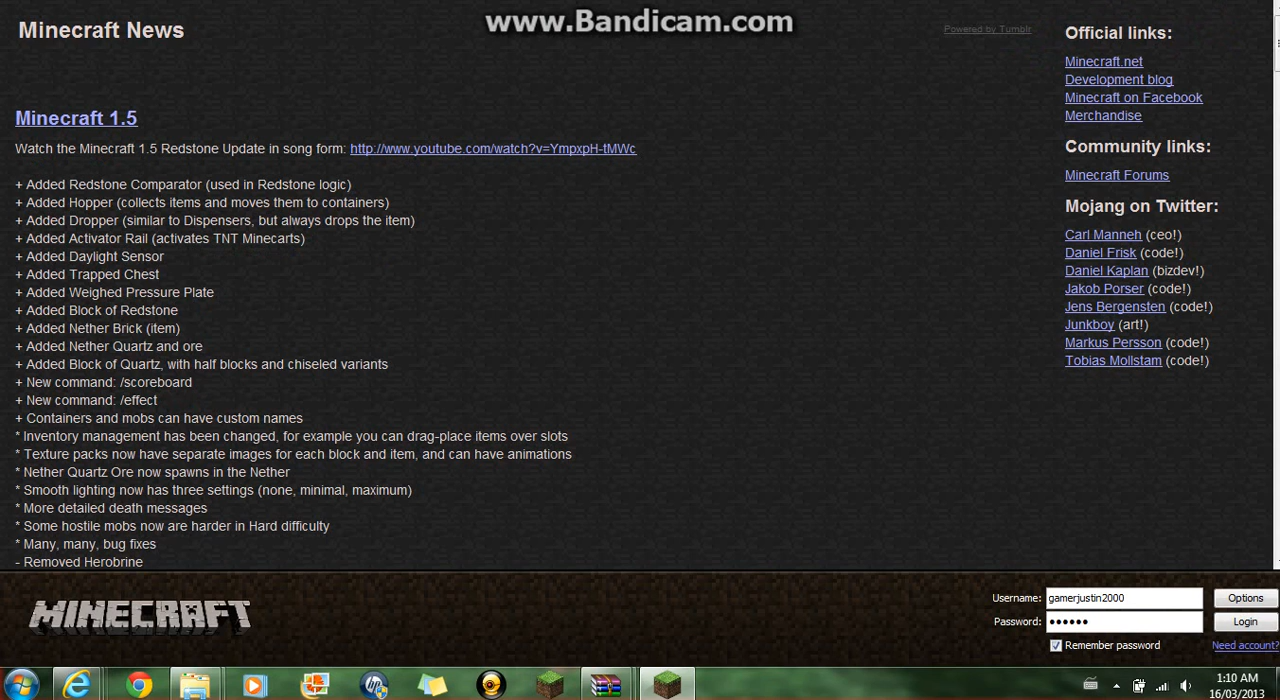 www.Bandicam.com
Minecraft News
Powered by Tumblr
Minecraft 1.5
Watch the Minecraft 1.5 Redstone Update in song form: http://www.youtube.com/watch?v=YmpxpH-tMWc
+ Added Redstone Comparator (used in Redstone logic)
+ Added Hopper (collects items and moves them to containers)
+ Added Dropper (similar to Dispensers, but always drops the item)
+ Added Activator Rail (activates TNT Minecarts)
+ Added Daylight Sensor
+ Added Trapped Chest
+ Added Weighed Pressure Plate
+ Added Block of Redstone
+ Added Nether Brick (item)
+ Added Nether Quartz and ore
+ Added Block of Quartz, with half blocks and chiseled variants
+ New command: /scoreboard
+ New command: /effect
+ Containers and mobs can have custom names
* Inventory management has been changed, for example you can drag-place items over slots
* Texture packs now have separate images for each block and item, and can have animations
* Nether Quartz Ore now spawns in the Nether
* Smooth lighting now has three settings (none, minimal, maximum)
* More detailed death messages
* Some hostile mobs now are harder in Hard difficulty
* Many, many, bug fixes
- Removed Herobrine
Official links:
Minecraft.net
Development blog
Minecraft on Facebook
Merchandise
Community links:
Minecraft Forums
Mojang on Twitter:
Carl Manneh (ceo!)
Daniel Frisk (code!)
Daniel Kaplan (bizdev!)
Jakob Porser (code!)
Jens Bergensten (code!)
Junkboy (art!)
Markus Persson (code!)
Tobias Mollstam (code!)
MINECRAFT
Username: gamerjustin2000 Options
Password: •••••• Login
Remember password Need account?
1:10 AM
16/03/2013